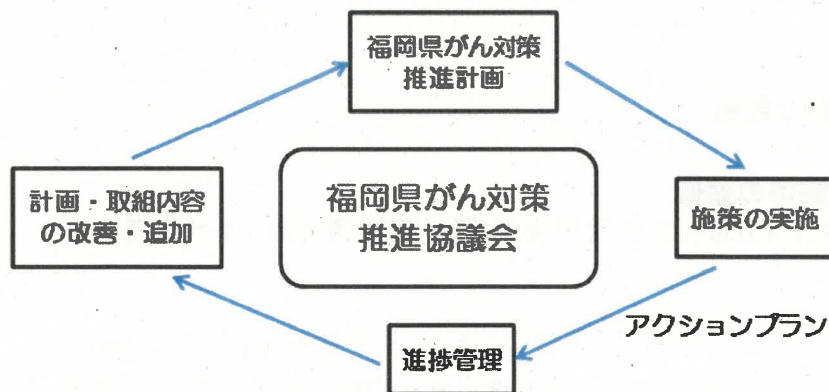 福岡県がん対策
推進計画
計画・取組内容
の改善・追加
福岡県がん対策
推進協議会
施策の実施
アクションプラン
進捗管理